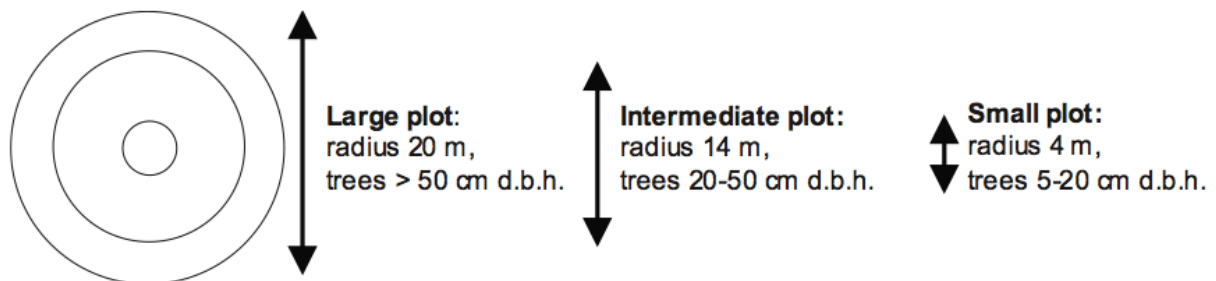 Large plot:
radius 20 m,
trees > 50 cm d.b.h.
Intermediate plot:
radius 14 m,
trees 20-50 cm d.b.h.
Small plot:
radius 4 m,
trees 5-20 cm d.b.h.